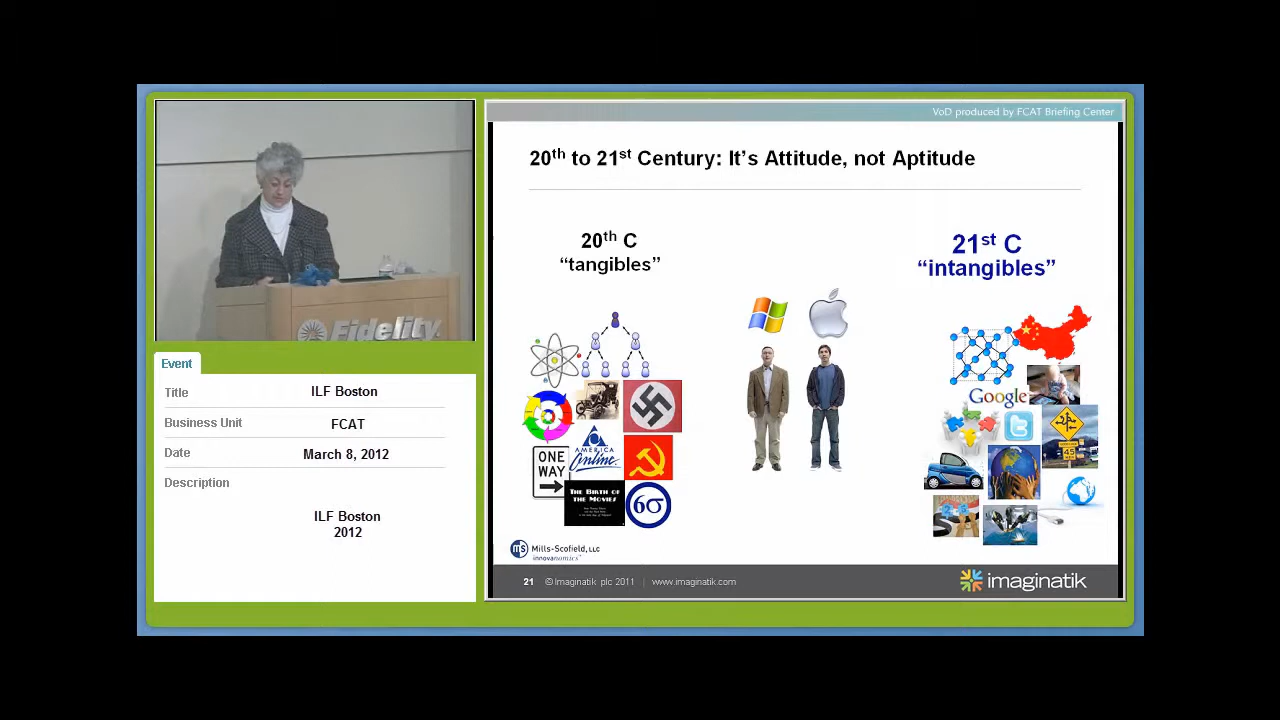 VoD produced by FCAT Briefing Center
20th to 21st Century: It's Attitude, not Aptitude
20th C
"tangibles"
21st C
"intangibles"
Fidelity
Event
Title
ILF Boston
Business Unit
FCAT
Date
March 8, 2012
Description
ILF Boston
2012
Google
ONE
WAY
AMERICA
Online
THE BIRTH OF
THE MOVIES
6σ
45
Mills-Scofield, LLC
innovanomics
21 © Imaginatik plc 2011 | www.imaginatik.com
imaginatik